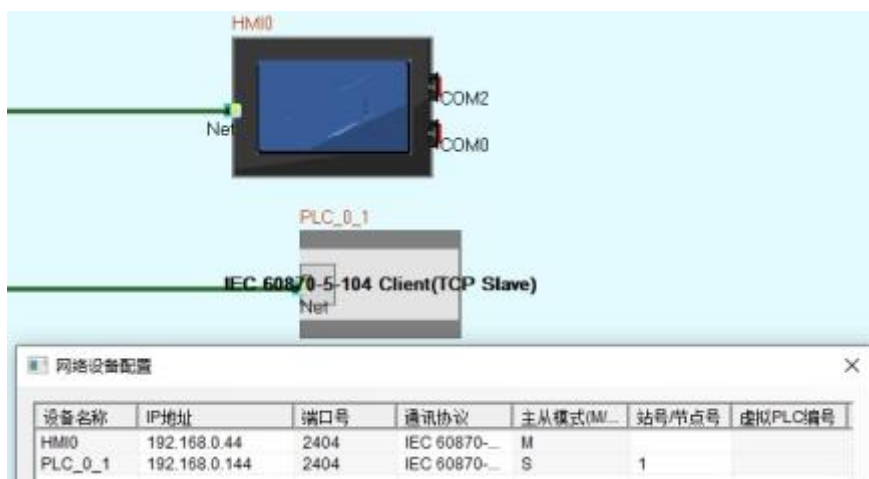 HMI0
COM2
Net
COM0
PLC_0_1
IEC 60870-5-104 Client(TCP Slave)
Net
网络设备配置
设备名称 IP地址 端口号 通讯协议 主从模式(M/... 站号/节点号 虚拟PLC编号
HMI0 192.168.0.44 2404 IEC 60870-... M
PLC_0_1 192.168.0.144 2404 IEC 60870-... S 1